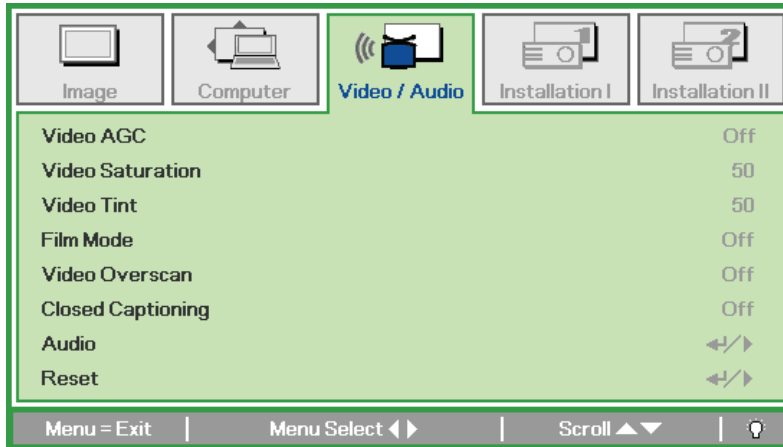 Image Computer Video / Audio Installation I Installation II
Video AGC Off
Video Saturation 50
Video Tint 50
Film Mode Off
Video Overscan Off
Closed Captioning Off
Audio
Reset
Menu = Exit Menu Select Scroll